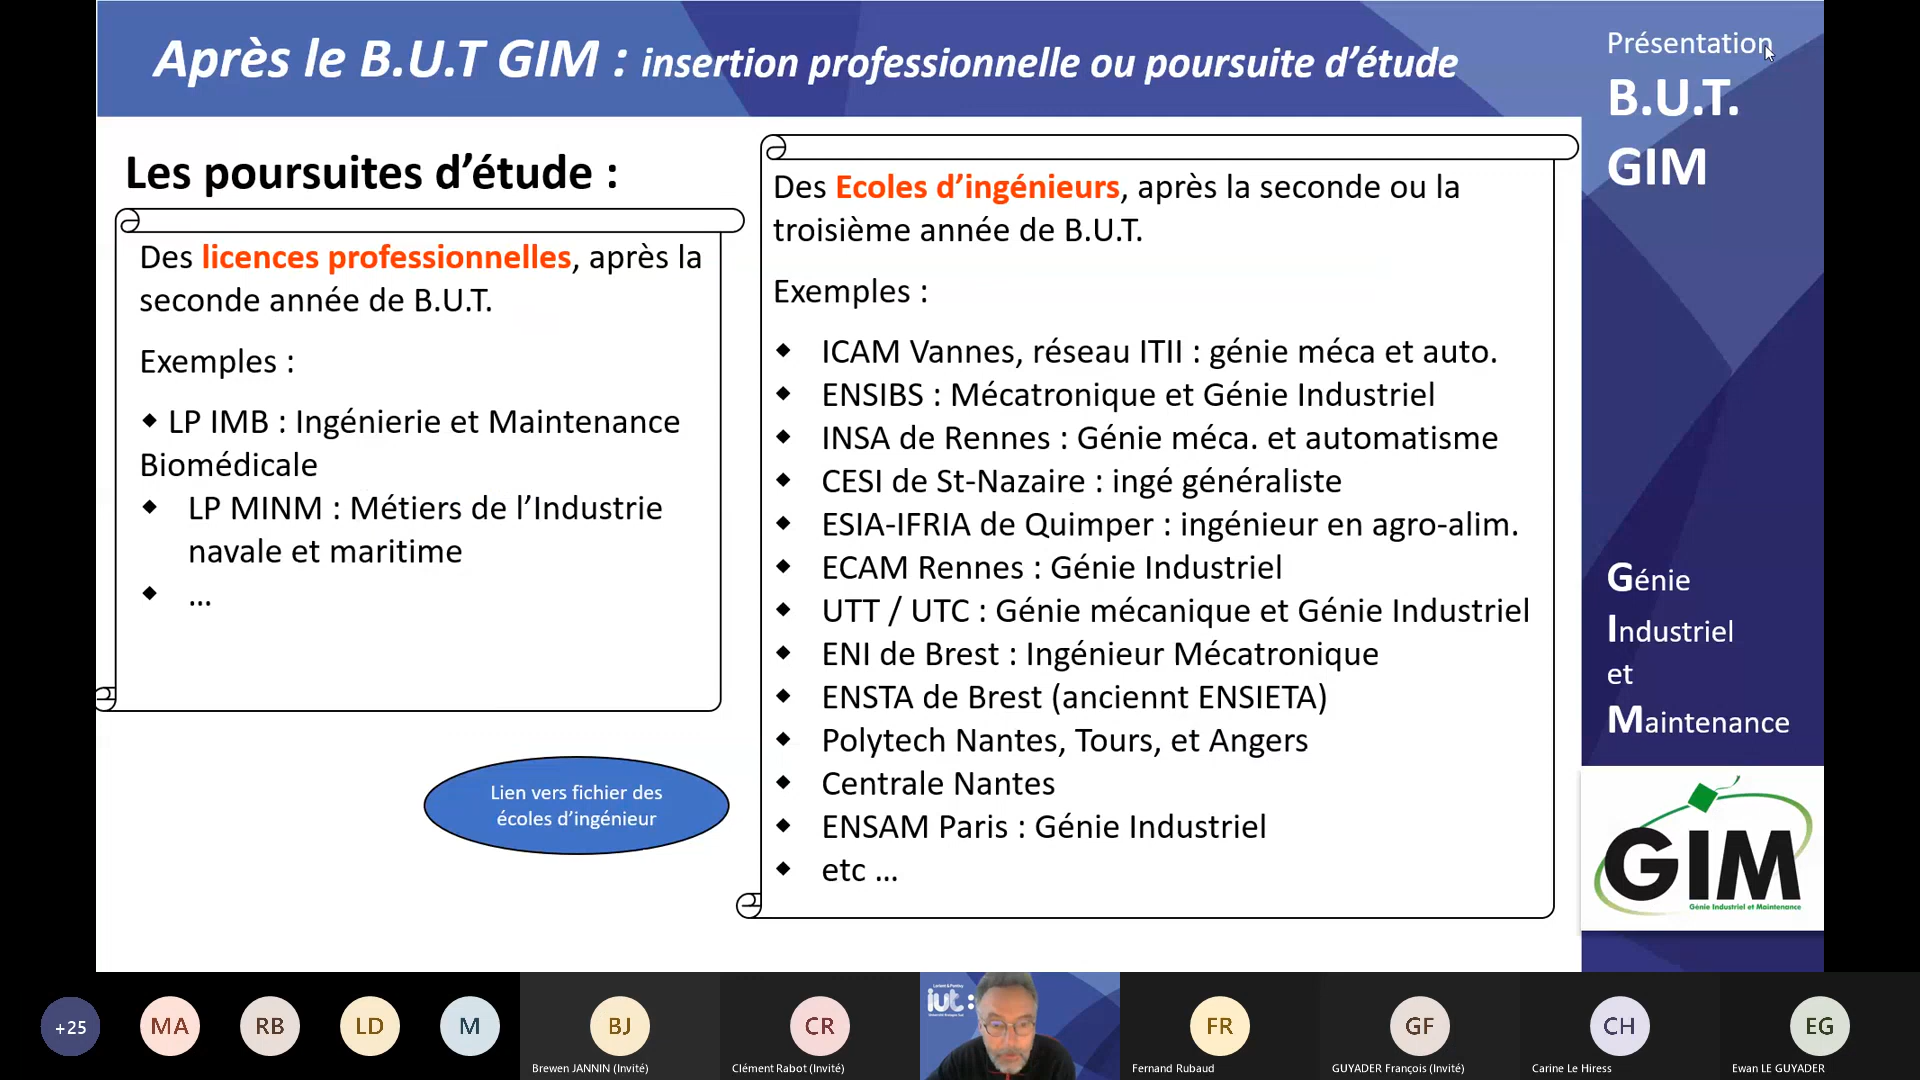 Après le B.U.T GIM : insertion professionnelle ou poursuite d’étude
Présentation
B.U.T.
GIM
Les poursuites d’étude :
Des licences professionnelles, après la
seconde année de B.U.T.
Exemples :
◆ LP IMB : Ingénierie et Maintenance
Biomédicale
◆ LP MINM : Métiers de l’Industrie
navale et maritime
◆ ...
Lien vers fichier des
écoles d’ingénieur
Des Ecoles d’ingénieurs, après la seconde ou la
troisième année de B.U.T.
Exemples :
◆ ICAM Vannes, réseau ITII : génie méca et auto.
◆ ENSIBS : Mécatronique et Génie Industriel
◆ INSA de Rennes : Génie méca. et automatisme
◆ CESI de St-Nazaire : ingé généraliste
◆ ESIA-IFRIA de Quimper : ingénieur en agro-alim.
◆ ECAM Rennes : Génie Industriel
◆ UTT / UTC : Génie mécanique et Génie Industriel
◆ ENI de Brest : Ingénieur Mécatronique
◆ ENSTA de Brest (anciennt ENSIETA)
◆ Polytech Nantes, Tours, et Angers
◆ Centrale Nantes
◆ ENSAM Paris : Génie Industriel
◆ etc ...
Génie
Industriel
et
Maintenance
GIM
Génie Industriel et Maintenance
+25
MA
RB
LD
M
BJ
Brewen JANNIN (Invité)
CR
Clément Rabot (Invité)
Lorient & Pontivy
iut:
Université Bretagne Sud
FR
Fernand Rubaud
GF
GUYADER François (Invité)
CH
Carine Le Hiress
EG
Ewan LE GUYADER